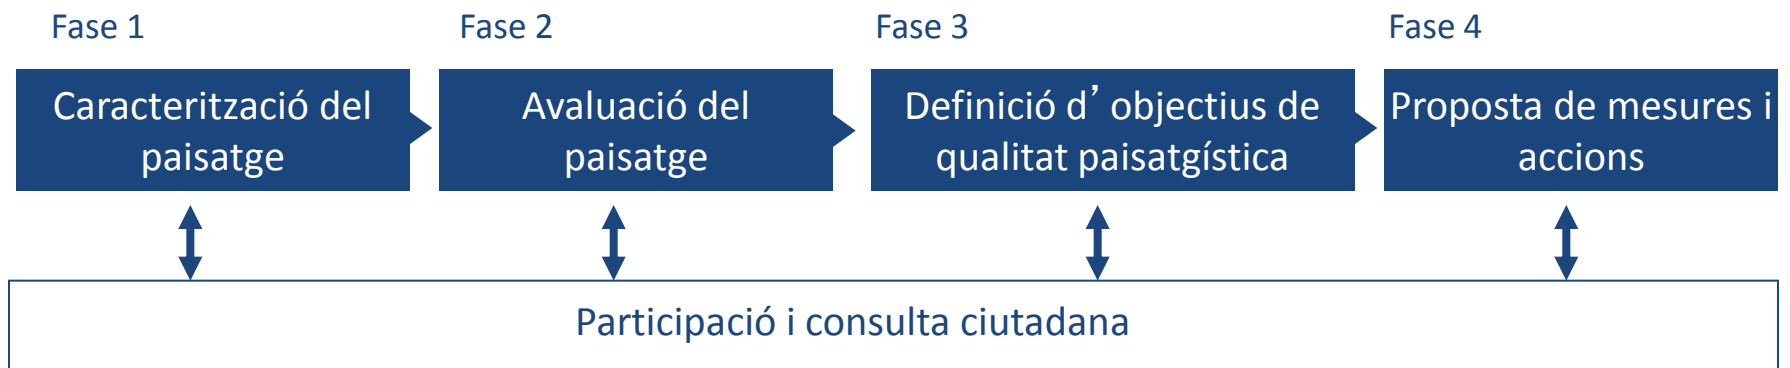 Fase 1
Fase 2
Fase 3
Fase 4
Caracterització del
paisatge
Avaluació del
paisatge
Definició d’ objectius de
qualitat paisatgística
Proposta de mesures i
accions
Participació i consulta ciutadana